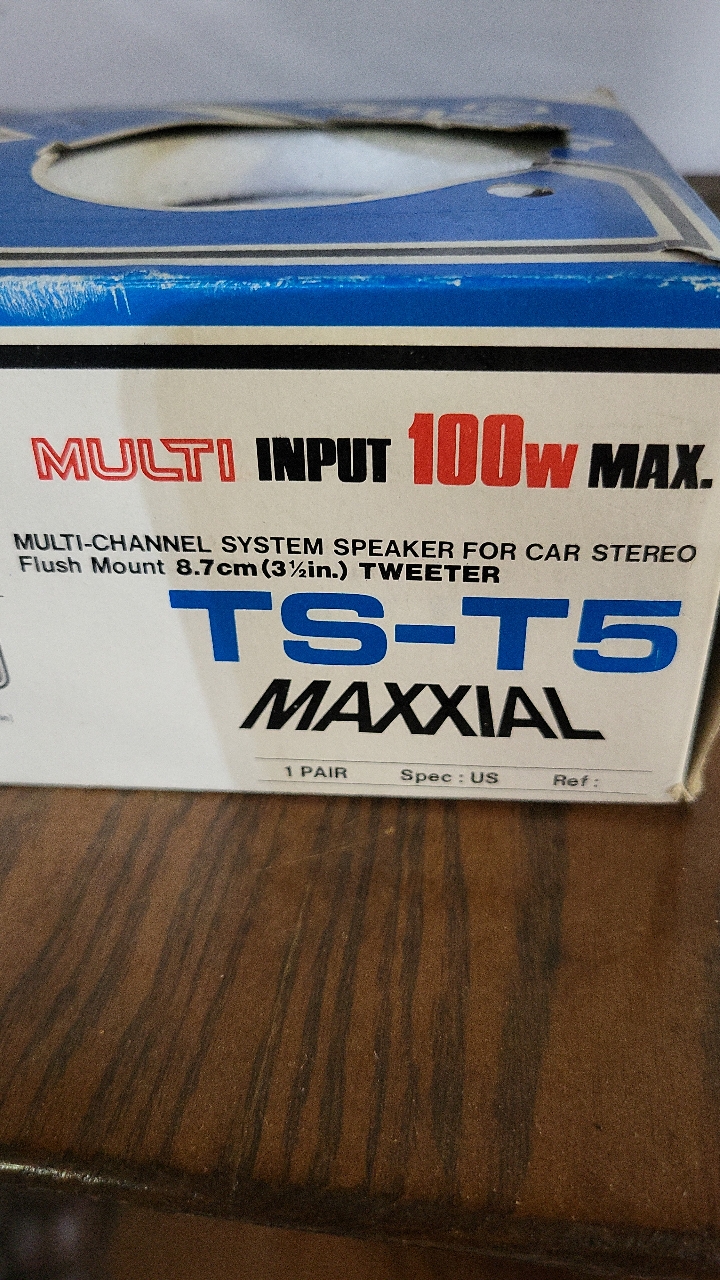 MULTI INPUT 100W MAX.
MULTI-CHANNEL SYSTEM SPEAKER FOR CAR STEREO
Flush Mount 8.7cm (3½in.) TWEETER
TS-T5
MAXXIAL
1 PAIR Spec : US Ref :